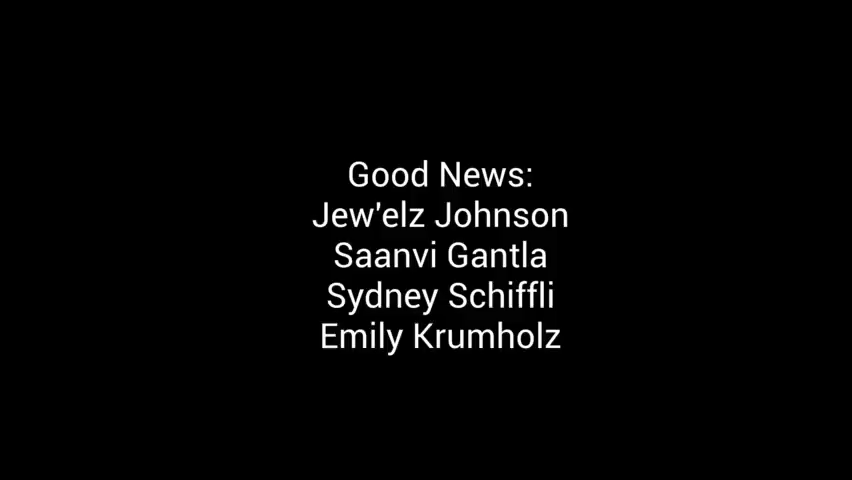 Good News:
Jew'elz Johnson
Saanvi Gantla
Sydney Schiffli
Emily Krumholz